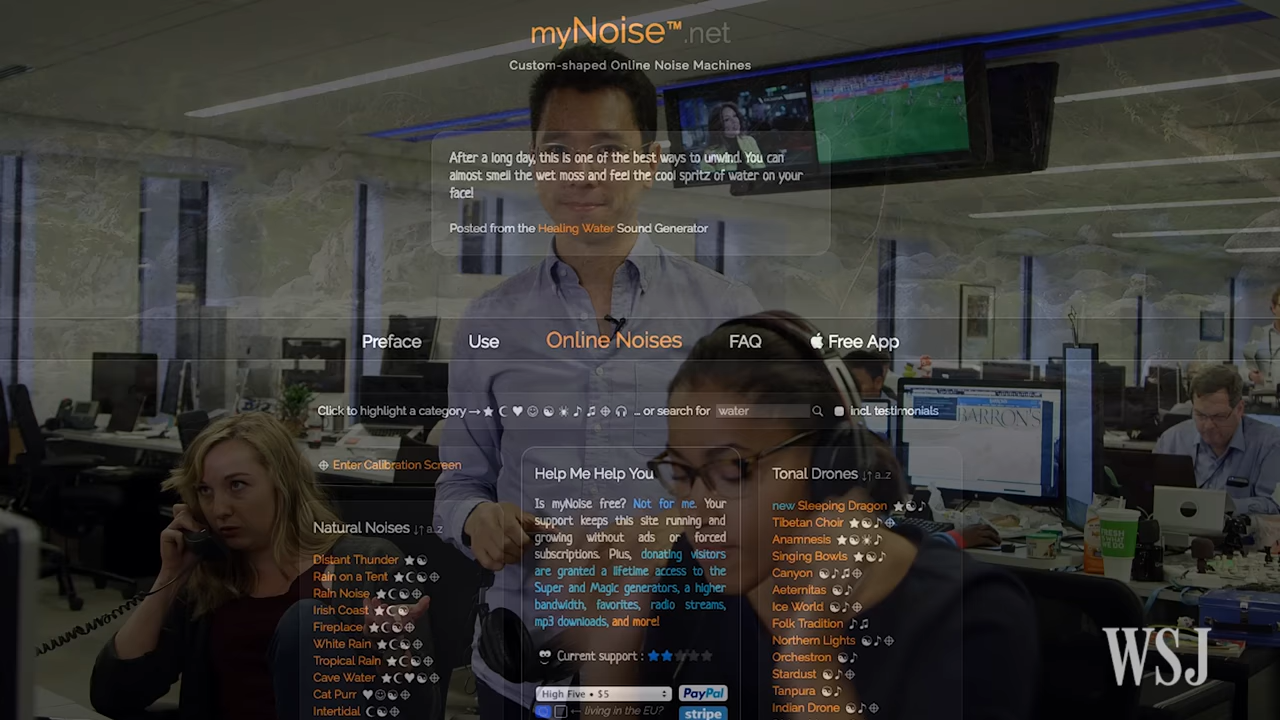 myNoise™.net
Custom-shaped Online Noise Machines
After a long day, this is one of the best ways to unwind. You can
almost smell the wet moss and feel the cool spritz of water on your
face!
Posted from the Healing Water Sound Generator
Preface
Use
Online Noises
FAQ
Free App
Click to highlight a category → ... or search for water incl. testimonials
Enter Calibration Screen
Natural Noises ↓↑ a.z
Distant Thunder
Rain on a Tent
Rain Noise
Irish Coast
Fireplace
White Rain
Tropical Rain
Cave Water
Cat Purr
Intertidal
Help Me Help You
Is myNoise free? Not for me. Your
support keeps this site running and
growing without ads or forced
subscriptions. Plus, donating visitors
are granted a lifetime access to the
Super and Magic generators, a higher
bandwidth, favorites, radio streams,
mp3 downloads, and more!
Current support :
High Five • $5
PayPal
← living in the EU?
stripe
Tonal Drones ↓↑ a.z
new Sleeping Dragon
Tibetan Choir
Anamnesis
Singing Bowls
Canyon
Aeternitas
Ice World
Folk Tradition
Northern Lights
Orchestron
Stardust
Tanpura
Indian Drone
BARRON'S
WSJ